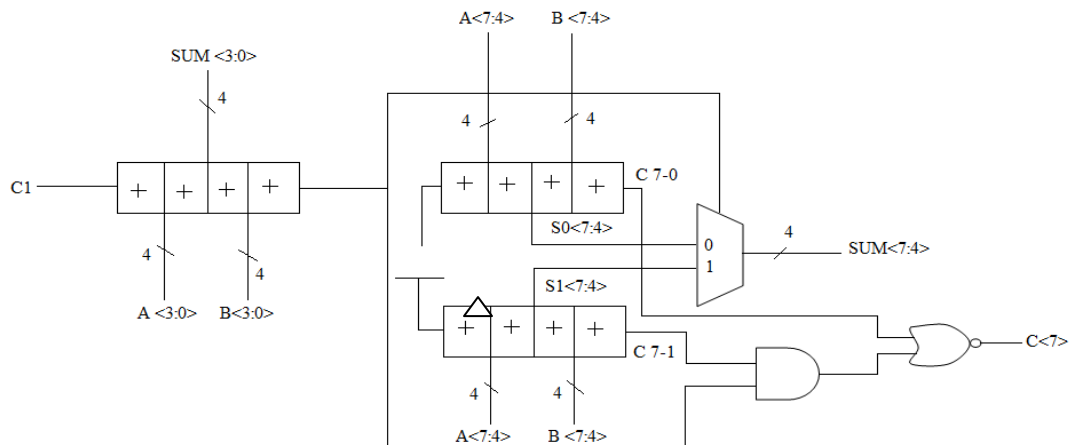 A<7:4>
B <7:4>
SUM <3:0>
4
4
4
C1
+ + + +
+ + + +
C 7-0
S0<7:4>
4
4
0
4
SUM<7:4>
1
A <3:0>
B<3:0>
S1<7:4>
+ + + +
C 7-1
C<7>
4
4
A<7:4>
B <7:4>